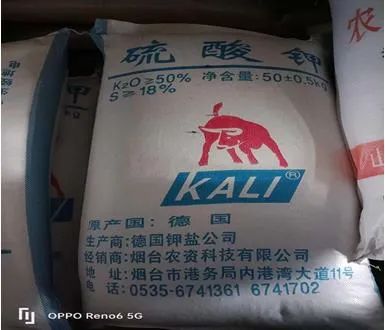 硫酸钾
K₂O≥50% 净含量:50±0.5kg
S≥18%
KALI®
原产国:德国
生产商:德国钾盐公司
经销商:烟台农资科技有限公司
地址:烟台市港务局内港湾大道11号
电话:0535-6741361 6741702
农
OPPO Reno6 5G